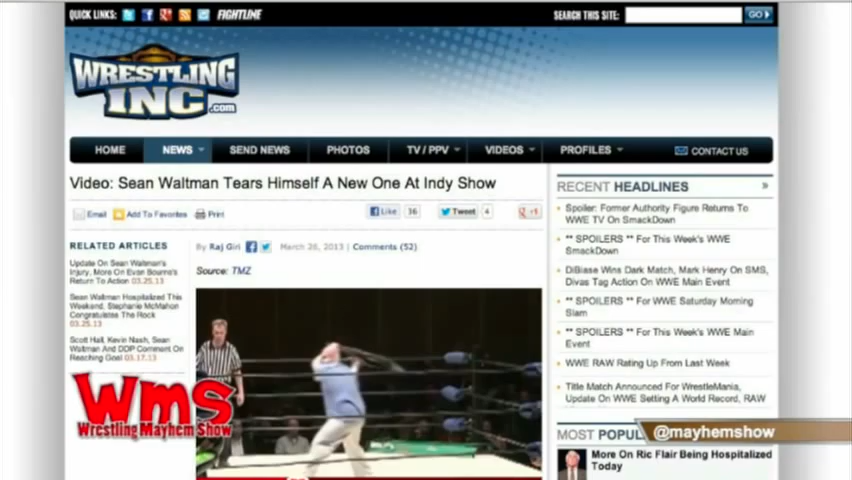 QUICK LINKS:
FIGHTLINE
SEARCH THIS SITE:
GO
WRESTLING
INC.com
HOME
NEWS
SEND NEWS
PHOTOS
TV / PPV
VIDEOS
PROFILES
CONTACT US
Video: Sean Waltman Tears Himself A New One At Indy Show
Email
Add To Favorites
Print
Like
36
Tweet
4
+1
RELATED ARTICLES
Update On Sean Waltman's
Injury, More On Evan Bourne's
Return To Action 03.25.13
Sean Waltman Hospitalized This
Weekend, Stephanie McMahon
Congratulates The Rock
03.25.13
Scott Hall, Kevin Nash, Sean
Waltman And DDP Comment On
Reaching Goal 03.17.13
By Raj Giri
March 26, 2013 | Comments (52)
Source: TMZ
RECENT HEADLINES
»
Spoiler: Former Authority Figure Returns To
WWE TV On SmackDown
** SPOILERS ** For This Week's WWE
SmackDown
DiBiase Wins Dark Match, Mark Henry On SMS,
Divas Tag Action On WWE Main Event
** SPOILERS ** For WWE Saturday Morning
Slam
** SPOILERS ** For This Week's WWE Main
Event
WWE RAW Rating Up From Last Week
Title Match Announced For WrestleMania,
Update On WWE Setting A World Record, RAW
MOST POPUL
More On Ric Flair Being Hospitalized
Today
Wms
Wrestling Mayhem Show
@mayhemshow